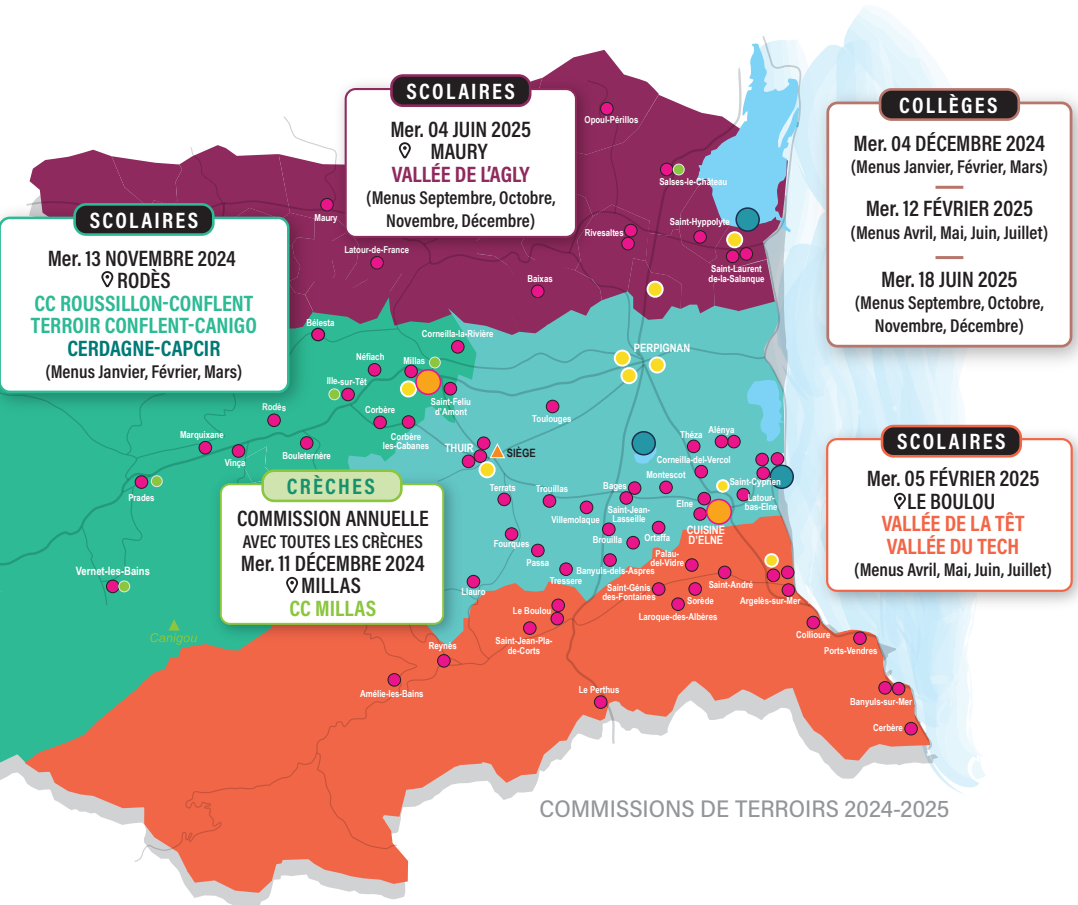 SCOLAIRES
Mer. 04 JUIN 2025
MAURY
VALLÉE DE L'AGLY
(Menus Septembre, Octobre,
Novembre, Décembre)
COLLÈGES
Mer. 04 DÉCEMBRE 2024
(Menus Janvier, Février, Mars)
Mer. 12 FÉVRIER 2025
(Menus Avril, Mai, Juin, Juillet)
Mer. 18 JUIN 2025
(Menus Septembre, Octobre,
Novembre, Décembre)
SCOLAIRES
Mer. 13 NOVEMBRE 2024
RODÈS
CC ROUSSILLON-CONFLENT
TERROIR CONFLENT-CANIGO
CERDAGNE-CAPCIR
(Menus Janvier, Février, Mars)
SCOLAIRES
Mer. 05 FÉVRIER 2025
LE BOULOU
VALLÉE DE LA TÊT
VALLÉE DU TECH
(Menus Avril, Mai, Juin, Juillet)
CRÈCHES
COMMISSION ANNUELLE
AVEC TOUTES LES CRÈCHES
Mer. 11 DÉCEMBRE 2024
MILLAS
CC MILLAS
Opoul-Périllos
Salses-le-Château
Maury
Saint-Hyppolyte
Rivesaltes
Latour-de-France
Saint-Laurent
de-la-Salanque
Baixas
Bélesta
Corneilla-la-Rivière
PERPIGNAN
Néfiach
Millas
Ille-sur-Têt
Saint-Feliu
d'Amont
Rodès
Corbère
Toulouges
Corbère
les-Cabanes
Marquixane
Vinça
Bouleternère
THUIR
SIÈGE
Théza
Alénya
Corneilla-del-Vercol
Prades
Terrats
Trouillas
Bages
Montescot
Saint-Cyprien
Latour-
bas-Elne
Elne
Villemolaque
Saint-Jean-
Lasseille
CUISINE
D'ELNE
Fourques
Brouilla
Ortaffa
Passa
Palau-
del-Vidre
Vernet-les-Bains
Tressere
Banyuls-dels-Aspres
Llauro
Saint-Génis
des-Fontaines
Saint-André
Sorède
Argelès-sur-Mer
Le Boulou
Laroque-des-Albères
Canigou
Saint-Jean-Pla-
de-Corts
Collioure
Reynès
Ports-Vendres
Amélie-les-Bains
Le Perthus
Banyuls-sur-Mer
Cerbère
COMMISSIONS DE TERROIRS 2024-2025